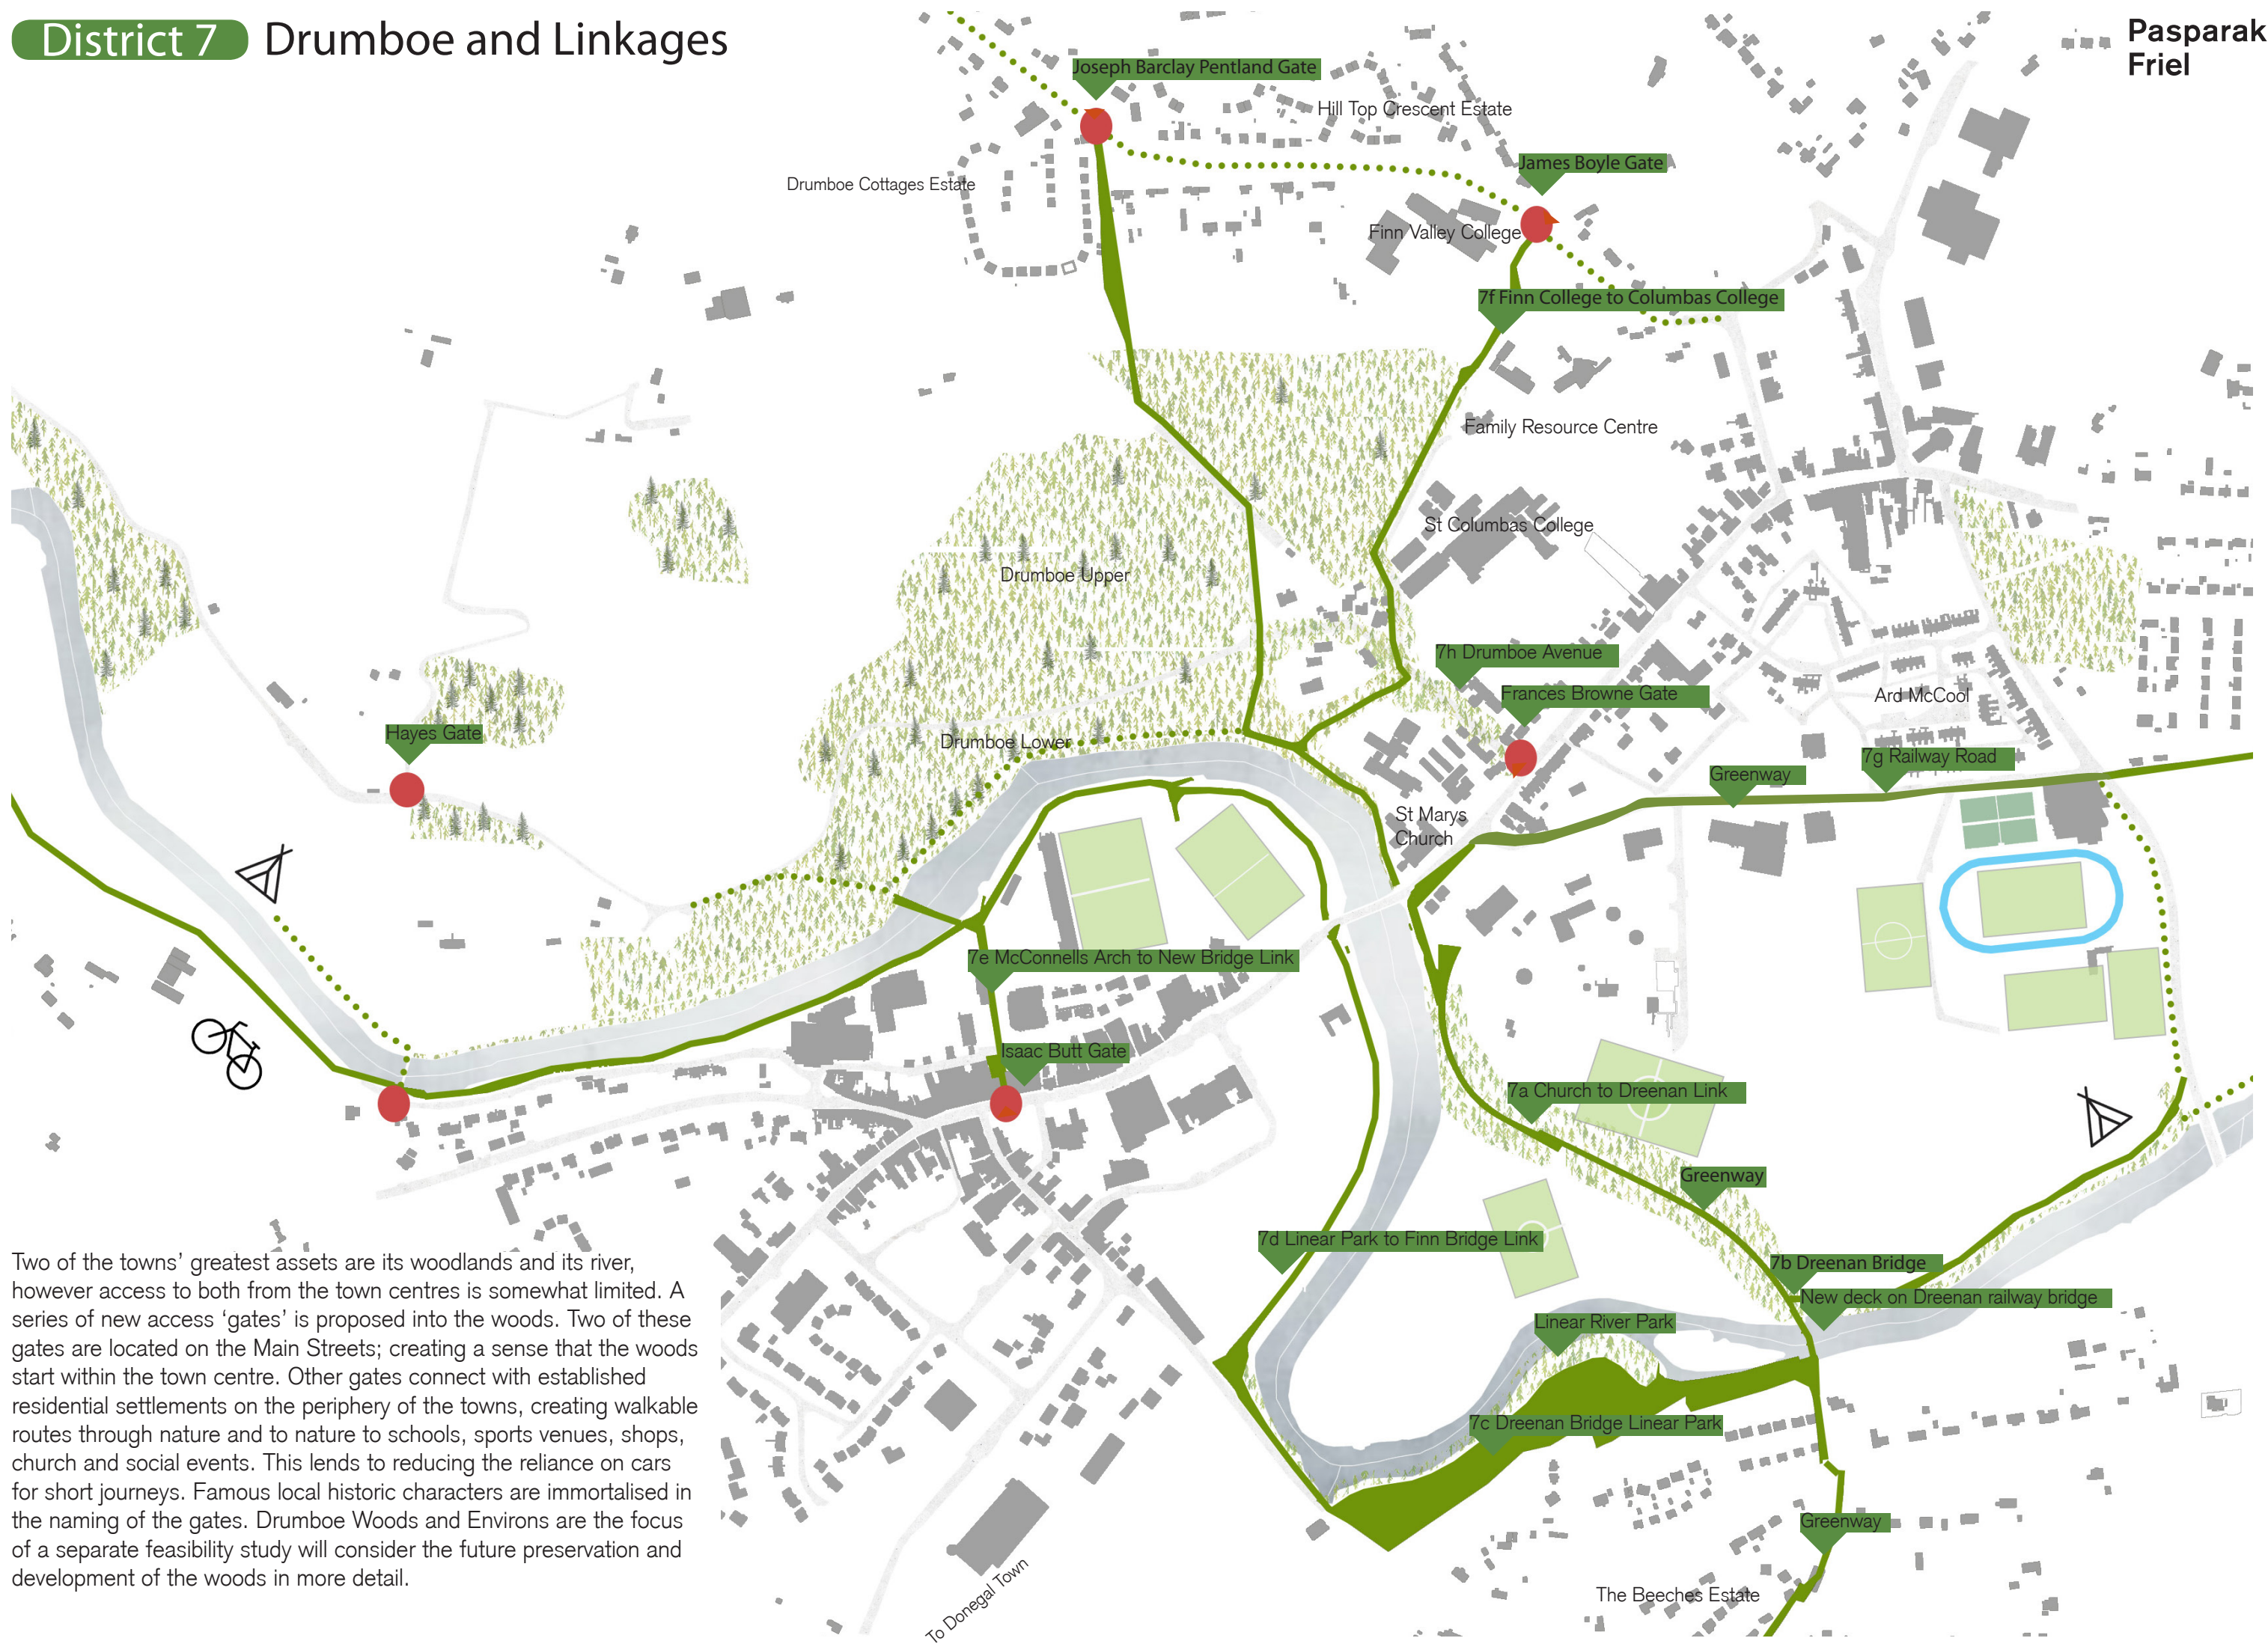 District 7 Drumboe and Linkages
Pasparak
Friel
Joseph Barclay Pentland Gate
Hill Top Crescent Estate
James Boyle Gate
Drumboe Cottages Estate
Finn Valley College
7f Finn College to Columbas College
Family Resource Centre
St Columbas College
Drumboe Upper
7h Drumboe Avenue
Frances Browne Gate
Ard McCool
Hayes Gate
Drumboe Lower
7g Railway Road
Greenway
St Marys
Church
7e McConnells Arch to New Bridge Link
Isaac Butt Gate
7a Church to Dreenan Link
Greenway
7d Linear Park to Finn Bridge Link
7b Dreenan Bridge
New deck on Dreenan railway bridge
Linear River Park
7c Dreenan Bridge Linear Park
Greenway
The Beeches Estate
To Donegal Town
Two of the towns’ greatest assets are its woodlands and its river,
however access to both from the town centres is somewhat limited. A
series of new access ‘gates’ is proposed into the woods. Two of these
gates are located on the Main Streets; creating a sense that the woods
start within the town centre. Other gates connect with established
residential settlements on the periphery of the towns, creating walkable
routes through nature and to nature to schools, sports venues, shops,
church and social events. This lends to reducing the reliance on cars
for short journeys. Famous local historic characters are immortalised in
the naming of the gates. Drumboe Woods and Environs are the focus
of a separate feasibility study will consider the future preservation and
development of the woods in more detail.